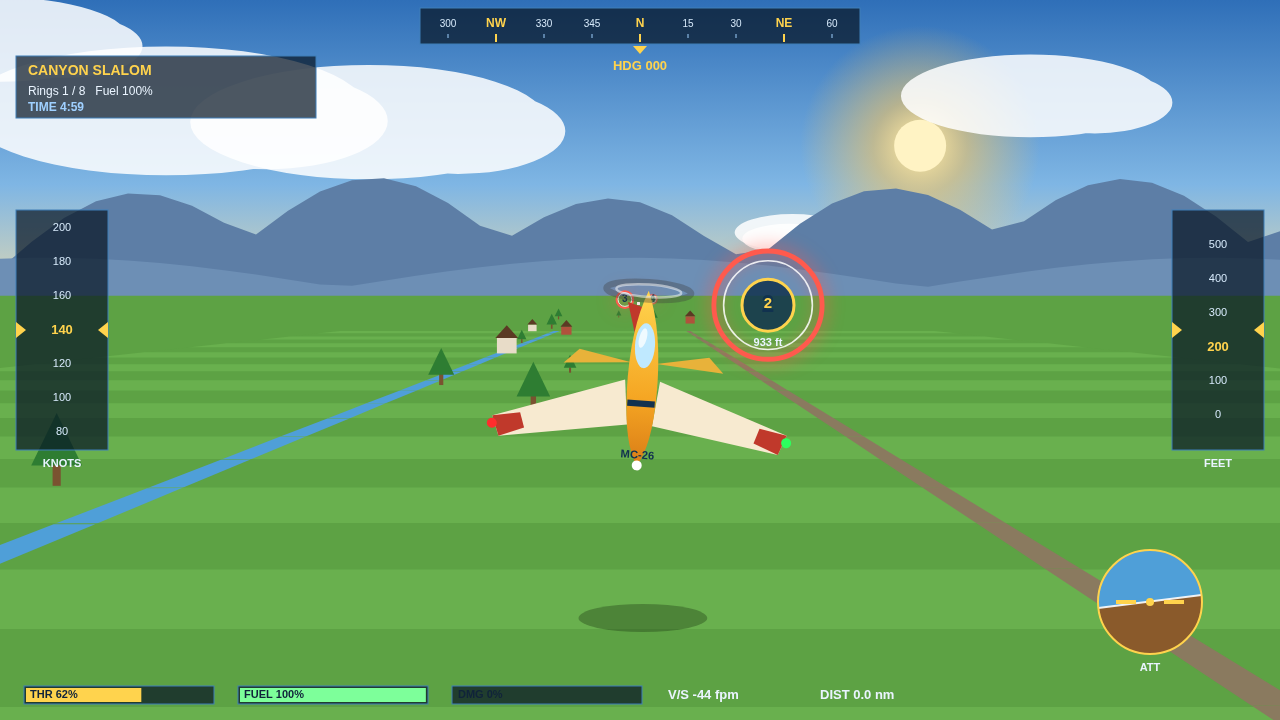 300 NW 330 345 N 15 30 NE 60
HDG 000
CANYON SLALOM
Rings 1 / 8 Fuel 100%
TIME 4:59
200
180
160
140
120
100
80
KNOTS
500
400
300
200
100
0
FEET
3
2
933 ft
MC-26
ATT
THR 62%
FUEL 100%
DMG 0%
V/S -44 fpm
DIST 0.0 nm